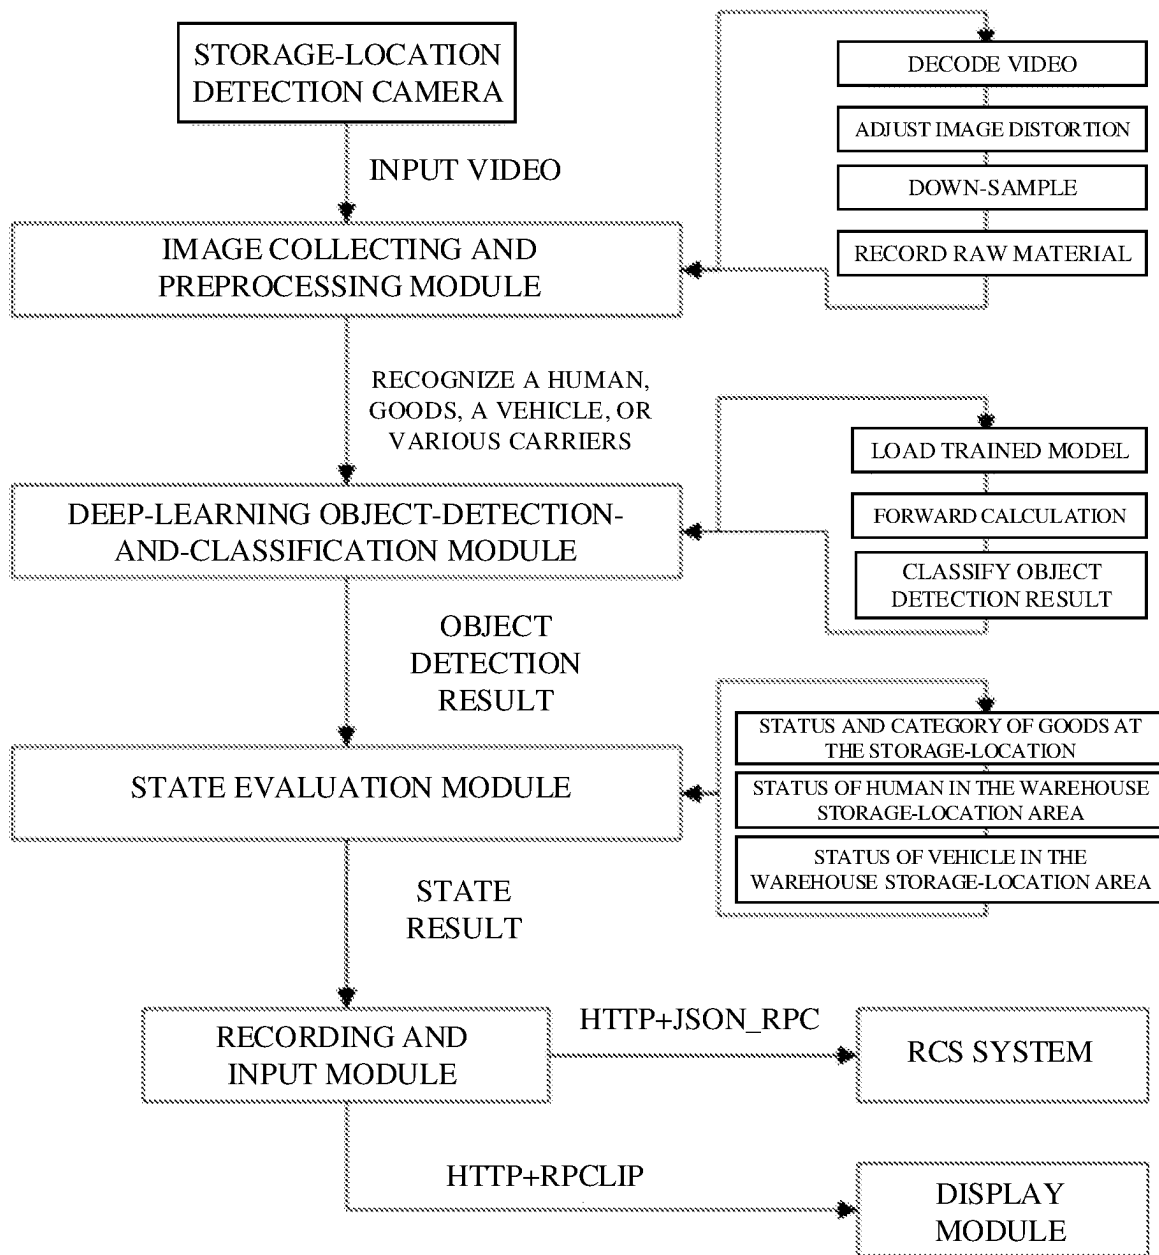 STORAGE-LOCATION
DETECTION CAMERA
INPUT VIDEO
DECODE VIDEO
ADJUST IMAGE DISTORTION
DOWN-SAMPLE
RECORD RAW MATERIAL
IMAGE COLLECTING AND
PREPROCESSING MODULE
RECOGNIZE A HUMAN,
GOODS, A VEHICLE, OR
VARIOUS CARRIERS
LOAD TRAINED MODEL
FORWARD CALCULATION
CLASSIFY OBJECT
DETECTION RESULT
DEEP-LEARNING OBJECT-DETECTION-
AND-CLASSIFICATION MODULE
OBJECT
DETECTION
RESULT
STATUS AND CATEGORY OF GOODS AT
THE STORAGE-LOCATION
STATUS OF HUMAN IN THE WAREHOUSE
STORAGE-LOCATION AREA
STATUS OF VEHICLE IN THE
WAREHOUSE STORAGE-LOCATION AREA
STATE EVALUATION MODULE
STATE
RESULT
RECORDING AND
INPUT MODULE
HTTP+JSON_RPC
RCS SYSTEM
HTTP+RPCLIP
DISPLAY
MODULE